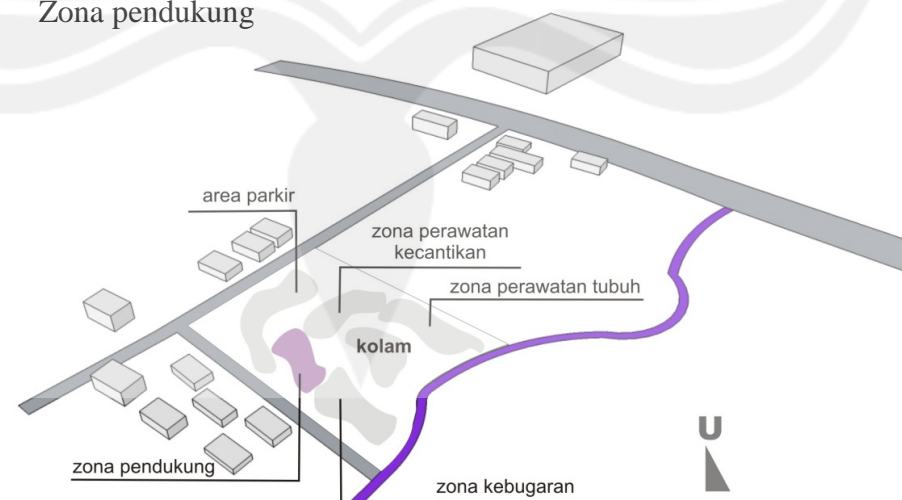 Zona pendukung
area parkir
zona perawatan
kecantikan
zona perawatan tubuh
kolam
U
zona pendukung
zona kebugaran